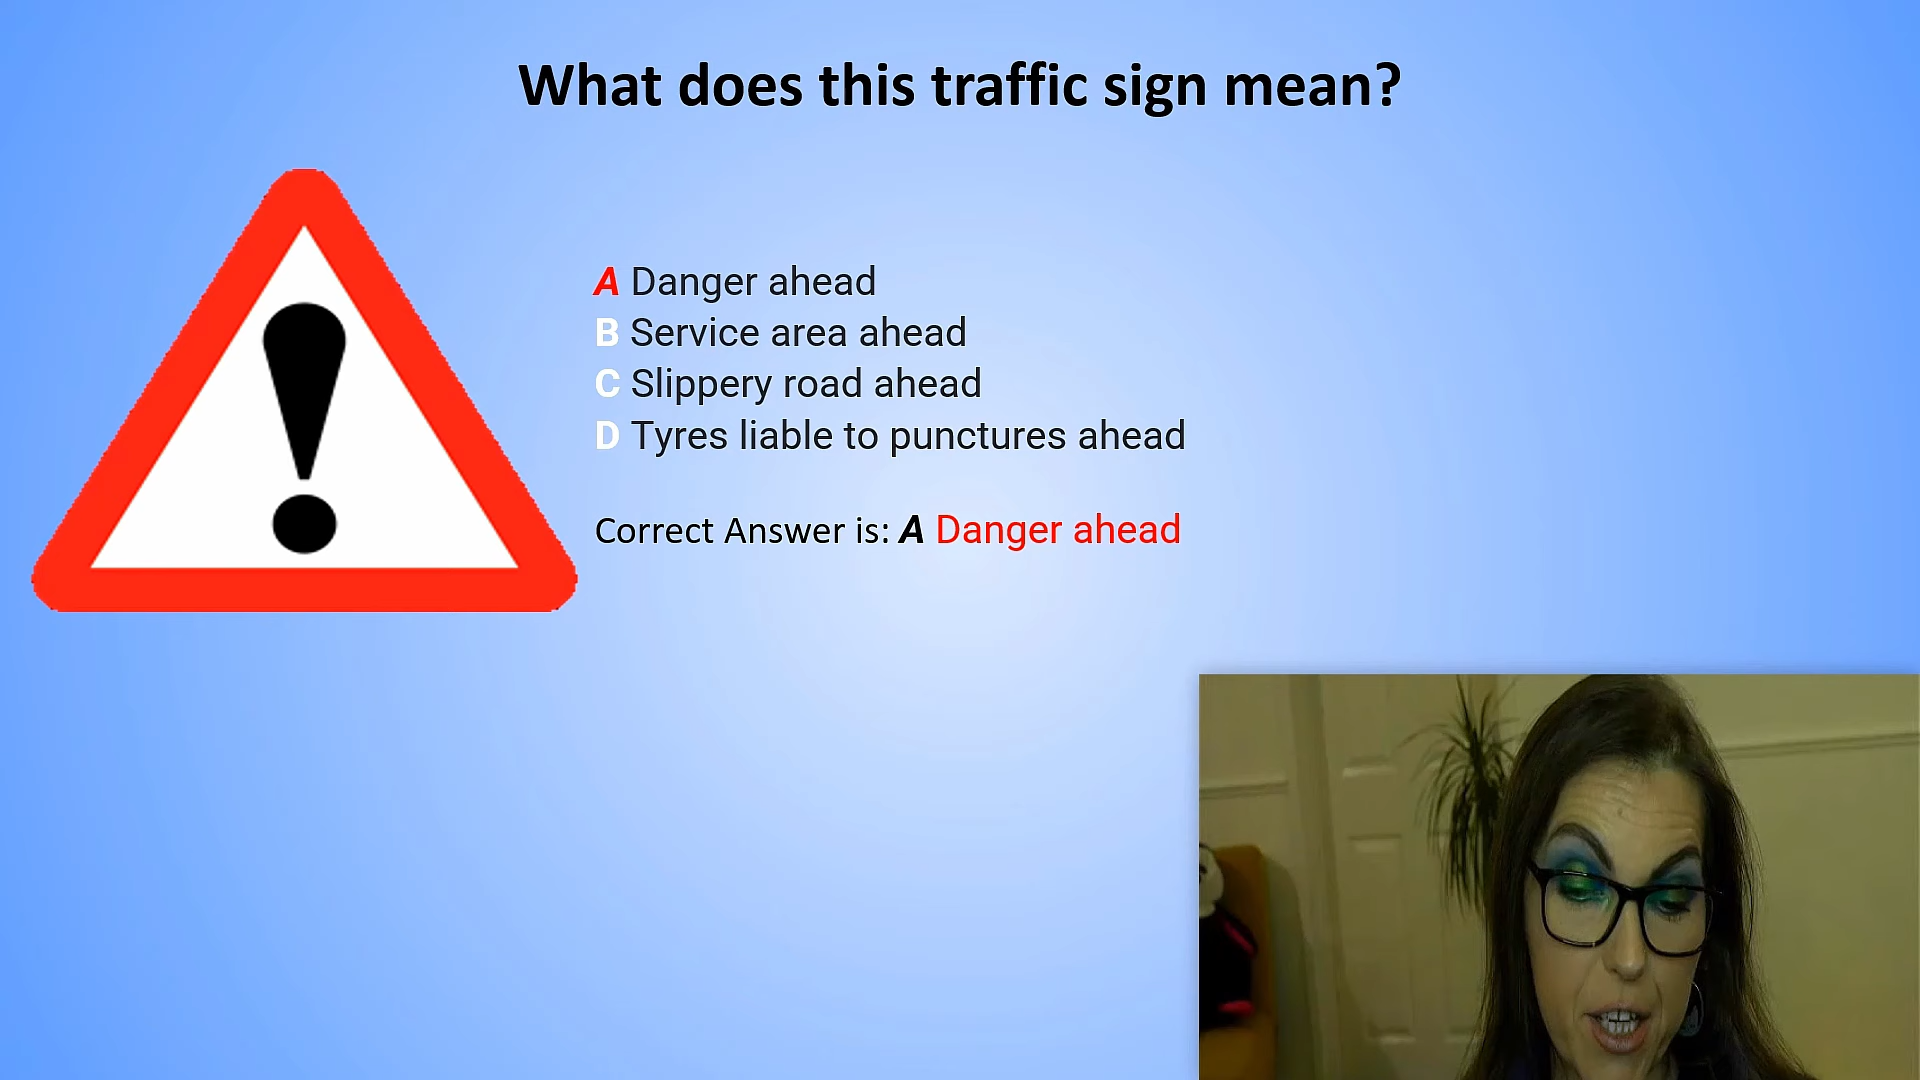 What does this traffic sign mean?
!
A Danger ahead
B Service area ahead
C Slippery road ahead
D Tyres liable to punctures ahead
Correct Answer is: A Danger ahead